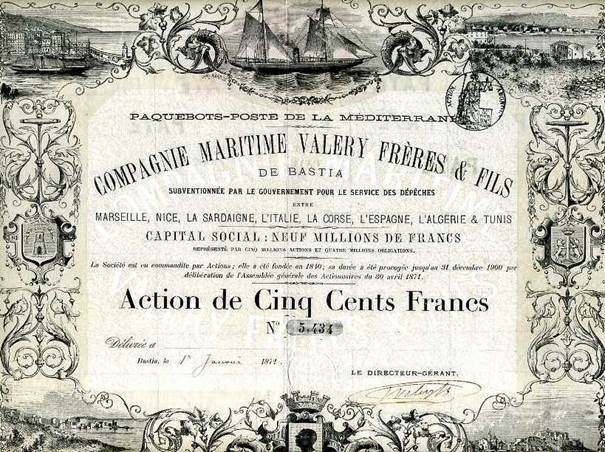 PAQUEBOTS-POSTE DE LA MÉDITERRANÉE
COMPAGNIE MARITIME VALERY FRÈRES & FILS
DE BASTIA
SUBVENTIONNÉE PAR LE GOUVERNEMENT POUR LE SERVICE DES DÉPÊCHES
ENTRE
MARSEILLE, NICE, LA SARDAIGNE, L'ITALIE, LA CORSE, L'ESPAGNE, L'ALGERIE & TUNIS
CAPITAL SOCIAL: NEUF MILLIONS DE FRANCS
REPRÉSENTÉ PAR CINQ MILLIONS ACTIONS ET QUATRE MILLIONS OBLIGATIONS.
La Société est en commandite par Actions; elle a été fondée en 1840; sa durée a été prorogée jusqu'au 31 décembre 1900 par
délibération de l'Assemblée générale des Actionnaires du 30 avril 1871.
Action de Cinq Cents Francs
N° 5,434
Délivrée à
Bastia, le 1er Janvier 1872
LE DIRECTEUR-GÉRANT.